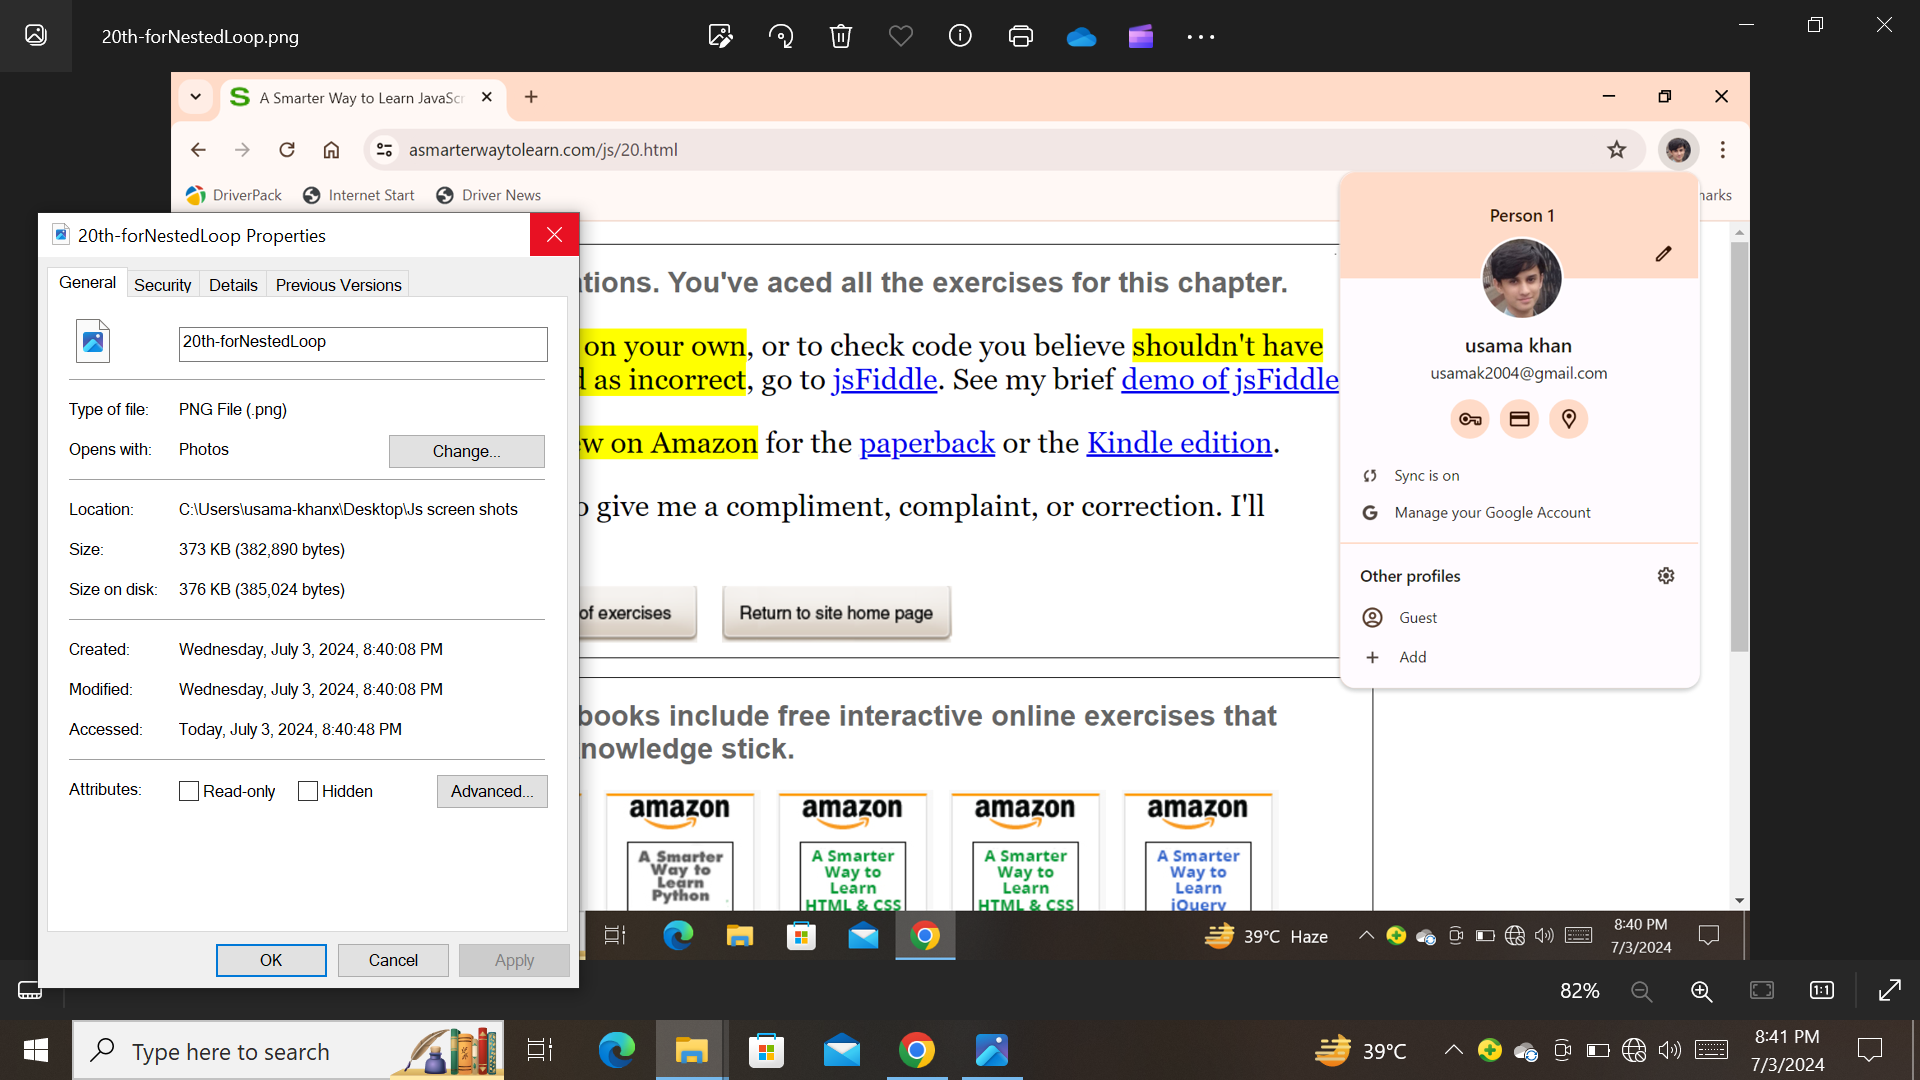 20th-forNestedLoop.png
A Smarter Way to Learn JavaScr
asmarterwaytolearn.com/js/20.html
DriverPack
Internet Start
Driver News
arks
20th-forNestedLoop Properties
General
Security
Details
Previous Versions
20th-forNestedLoop
Type of file: PNG File (.png)
Opens with: Photos
Change...
Location: C:\Users\usama-khanx\Desktop\Js screen shots
Size: 373 KB (382,890 bytes)
Size on disk: 376 KB (385,024 bytes)
Created: Wednesday, July 3, 2024, 8:40:08 PM
Modified: Wednesday, July 3, 2024, 8:40:08 PM
Accessed: Today, July 3, 2024, 8:40:48 PM
Attributes: Read-only Hidden
Advanced...
OK
Cancel
Apply
tions. You've aced all the exercises for this chapter.
on your own, or to check code you believe shouldn't have
d as incorrect, go to jsFiddle. See my brief demo of jsFiddle
ew on Amazon for the paperback or the Kindle edition.
o give me a compliment, complaint, or correction. I'll
of exercises
Return to site home page
books include free interactive online exercises that
nowledge stick.
amazon
A Smarter
Way to
Learn
Python
amazon
A Smarter
Way to
Learn
HTML & CSS
amazon
A Smarter
Way to
Learn
HTML & CSS
amazon
A Smarter
Way to
Learn
jQuery
Person 1
usama khan
usamak2004@gmail.com
Sync is on
Manage your Google Account
Other profiles
Guest
Add
39°C Haze
8:40 PM
7/3/2024
82%
1:1
Type here to search
39°C
8:41 PM
7/3/2024